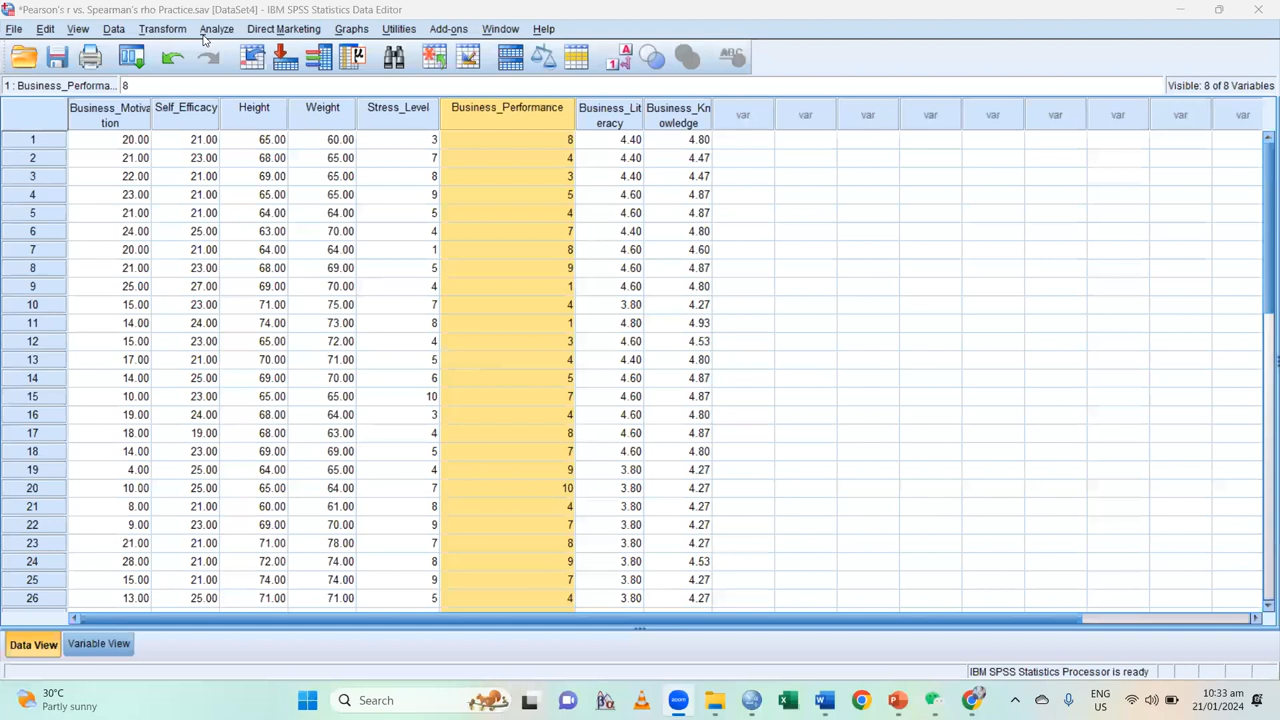 *Pearson's r vs. Spearman's rho Practice.sav [DataSet4] - IBM SPSS Statistics Data Editor
File Edit View Data Transform Analyze Direct Marketing Graphs Utilities Add-ons Window Help
1 : Business_Performa... 8 Visible: 8 of 8 Variables
Business_Motiva Self_Efficacy Height Weight Stress_Level Business_Performance Business_Lit Business_Kn var var var var var var var var var
tion eracy owledge
1 20.00 21.00 65.00 60.00 3 8 4.40 4.80
2 21.00 23.00 68.00 65.00 7 4 4.40 4.47
3 22.00 21.00 69.00 65.00 8 3 4.40 4.47
4 23.00 21.00 65.00 65.00 9 5 4.60 4.87
5 21.00 21.00 64.00 64.00 5 4 4.60 4.87
6 24.00 25.00 63.00 70.00 4 7 4.40 4.80
7 20.00 21.00 64.00 64.00 1 8 4.60 4.60
8 21.00 23.00 68.00 69.00 5 9 4.60 4.87
9 25.00 27.00 69.00 70.00 4 1 4.60 4.80
10 15.00 23.00 71.00 75.00 7 4 3.80 4.27
11 14.00 24.00 74.00 73.00 8 1 4.80 4.93
12 15.00 23.00 65.00 72.00 4 3 4.60 4.53
13 17.00 21.00 70.00 71.00 5 4 4.40 4.80
14 14.00 25.00 69.00 70.00 6 5 4.60 4.87
15 10.00 23.00 65.00 65.00 10 7 4.60 4.87
16 19.00 24.00 68.00 64.00 3 4 4.60 4.80
17 18.00 19.00 68.00 63.00 4 8 4.60 4.87
18 14.00 23.00 69.00 69.00 5 7 4.60 4.80
19 4.00 25.00 64.00 65.00 4 9 3.80 4.27
20 10.00 25.00 65.00 64.00 7 10 3.80 4.27
21 8.00 21.00 60.00 61.00 8 4 3.80 4.27
22 9.00 23.00 69.00 70.00 9 7 3.80 4.27
23 21.00 21.00 71.00 78.00 7 8 3.80 4.27
24 28.00 21.00 72.00 74.00 8 9 3.80 4.53
25 15.00 21.00 74.00 74.00 9 7 3.80 4.27
26 13.00 25.00 71.00 71.00 5 4 3.80 4.27
Data View Variable View
IBM SPSS Statistics Processor is ready
30°C
Partly sunny
Search
zoom
ENG
US
10:33 am
21/01/2024